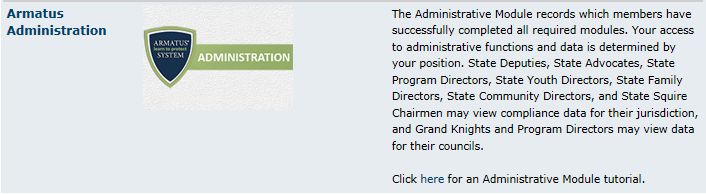 Armatus
Administration
ARMATUS®
learn to protect
SYSTEM
ADMINISTRATION
The Administrative Module records which members have
successfully completed all required modules. Your access
to administrative functions and data is determined by
your position. State Deputies, State Advocates, State
Program Directors, State Youth Directors, State Family
Directors, State Community Directors, and State Squire
Chairmen may view compliance data for their jurisdiction,
and Grand Knights and Program Directors may view data
for their councils.
Click here for an Administrative Module tutorial.